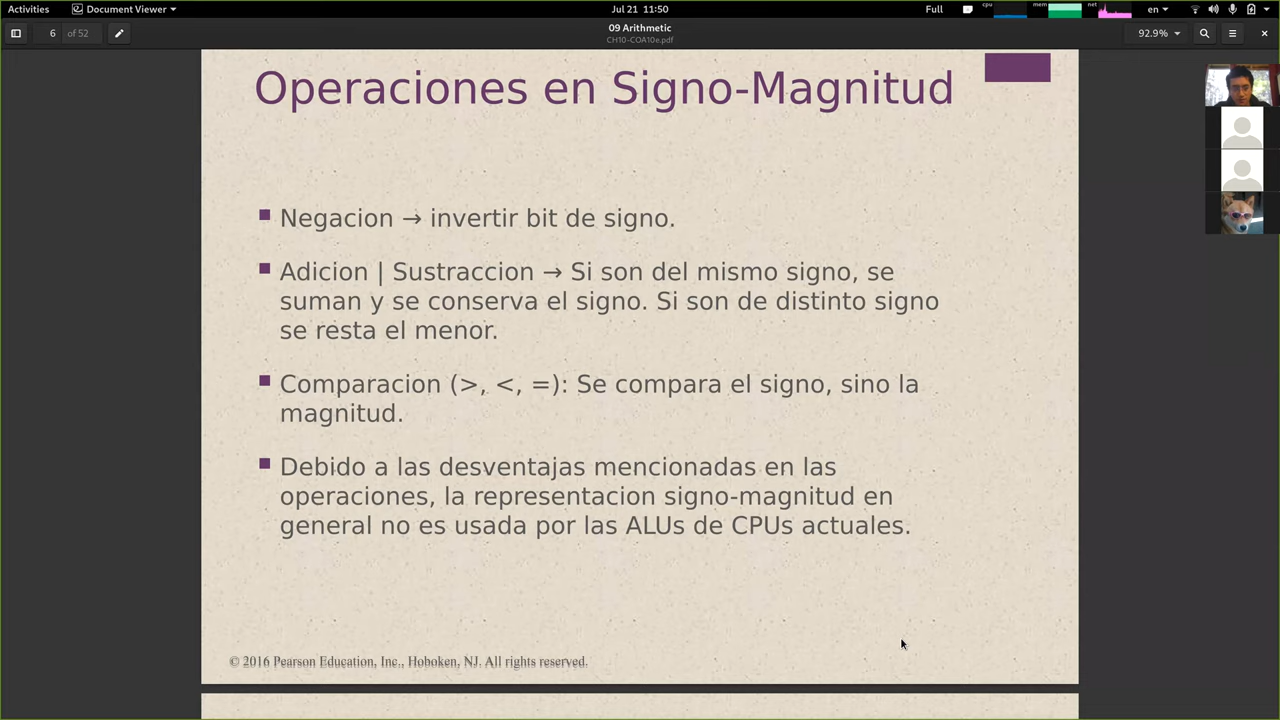 Activities
Document Viewer
Jul 21 11:50
Full
cpu
mem
net
en
6 of 52
09 Arithmetic
CH10-COA10e.pdf
92.9%
Operaciones en Signo-Magnitud
Negacion → invertir bit de signo.
Adicion | Sustraccion → Si son del mismo signo, se
suman y se conserva el signo. Si son de distinto signo
se resta el menor.
Comparacion (>, <, =): Se compara el signo, sino la
magnitud.
Debido a las desventajas mencionadas en las
operaciones, la representacion signo-magnitud en
general no es usada por las ALUs de CPUs actuales.
© 2016 Pearson Education, Inc., Hoboken, NJ. All rights reserved.